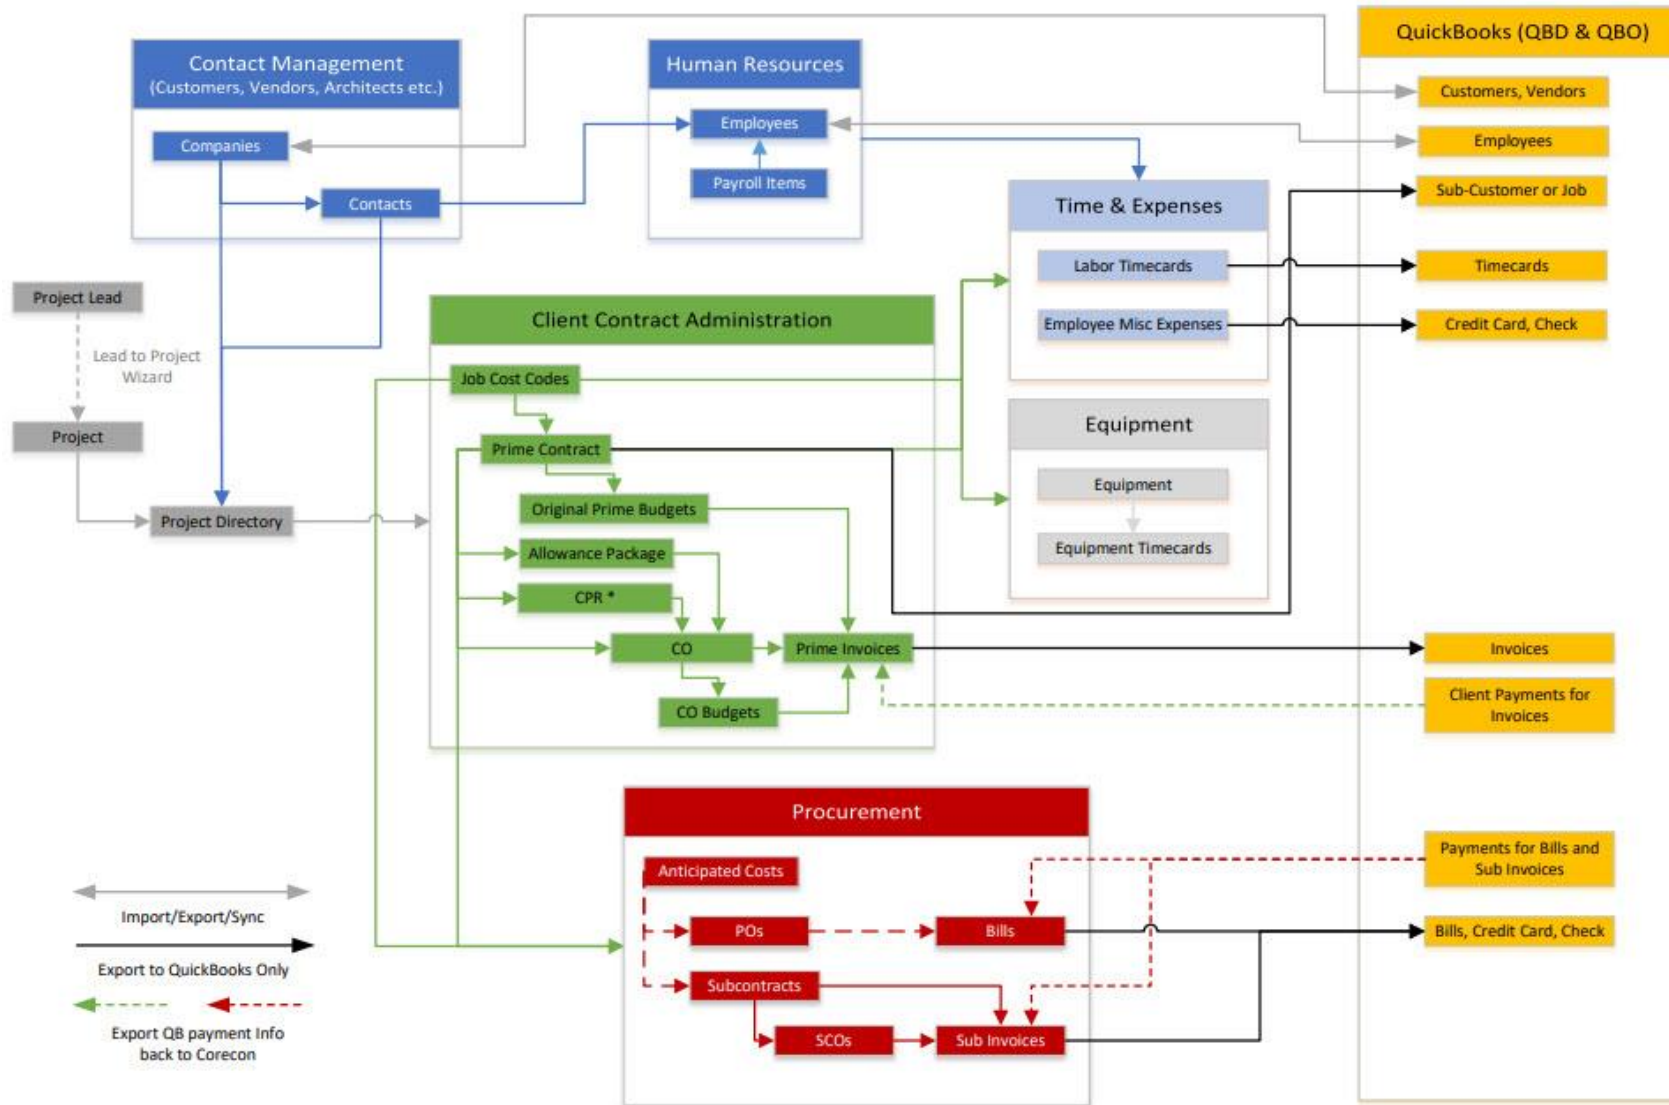 QuickBooks (QBD & QBO)
Contact Management
(Customers, Vendors, Architects etc.)
Human Resources
Customers, Vendors
Employees
Companies
Employees
Payroll Items
Contacts
Sub-Customer or Job
Time & Expenses
Labor Timecards
Timecards
Project Lead
Client Contract Administration
Employee Misc Expenses
Credit Card, Check
Lead to Project
Wizard
Job Cost Codes
Project
Prime Contract
Equipment
Equipment
Original Prime Budgets
Project Directory
Allowance Package
Equipment Timecards
CPR *
CO
Prime Invoices
Invoices
CO Budgets
Client Payments for
Invoices
Procurement
Anticipated Costs
Payments for Bills and
Sub Invoices
POs
Bills
Bills, Credit Card, Check
Subcontracts
SCOs
Sub Invoices
Import/Export/Sync
Export to QuickBooks Only
Export QB payment Info
back to Corecon